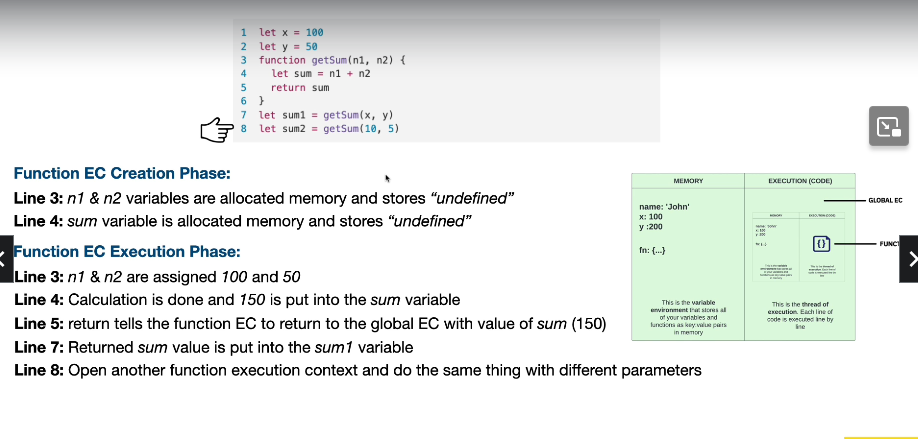 1 let x = 100
2 let y = 50
3 function getSum(n1, n2) {
4 let sum = n1 + n2
5 return sum
6 }
7 let sum1 = getSum(x, y)
8 let sum2 = getSum(10, 5)
Function EC Creation Phase:
Line 3: n1 & n2 variables are allocated memory and stores “undefined”
Line 4: sum variable is allocated memory and stores “undefined”
Function EC Execution Phase:
Line 3: n1 & n2 are assigned 100 and 50
Line 4: Calculation is done and 150 is put into the sum variable
Line 5: return tells the function EC to return to the global EC with value of sum (150)
Line 7: Returned sum value is put into the sum1 variable
Line 8: Open another function execution context and do the same thing with different parameters
MEMORY
name: 'John'
x: 100
y :200
fn: {...}
This is the variable
environment that stores all
of your variables and
functions as key:value pairs
in memory
EXECUTION (CODE)
MEMORY
EXECUTION (CODE)
{}
This is the thread of
execution. Each line of
code is executed line by
line
GLOBAL EC
FUNCT